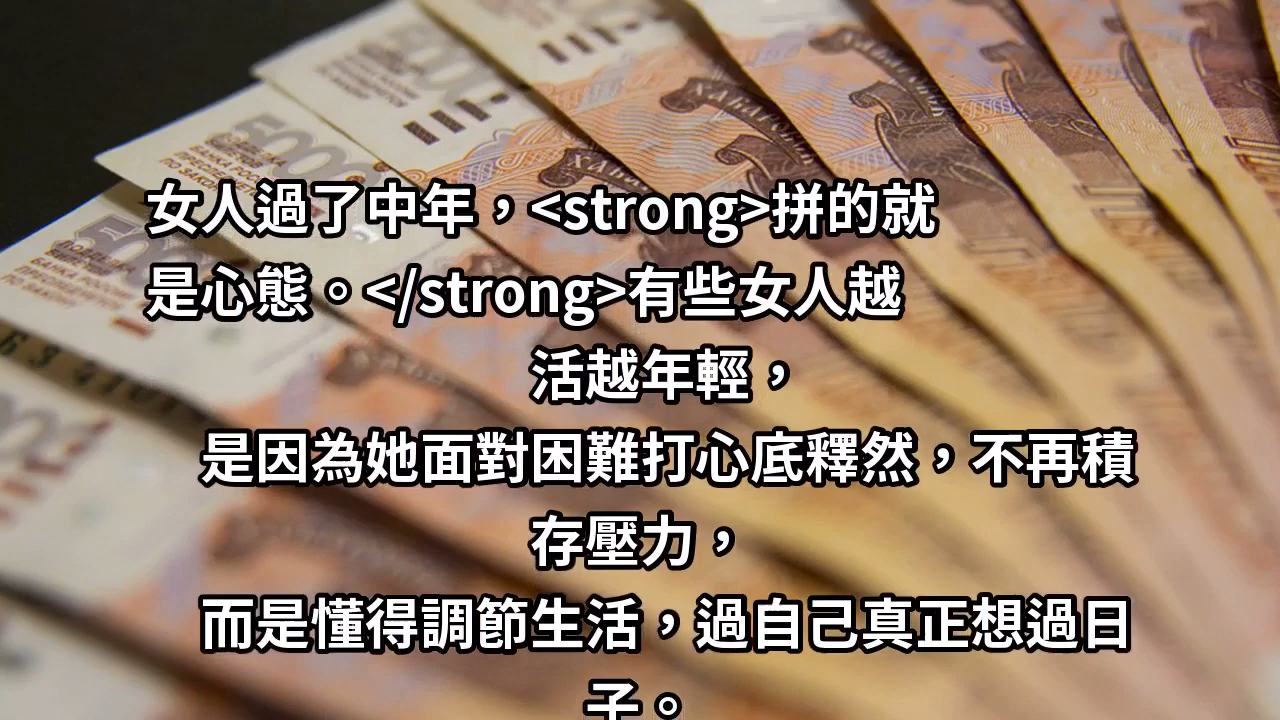 女人過了中年，<strong>拼的就
是心態。</strong>有些女人越
活越年輕，
是因為她面對困難打心底釋然，不再積
存壓力，
而是懂得調節生活，過自己真正想過日
子。